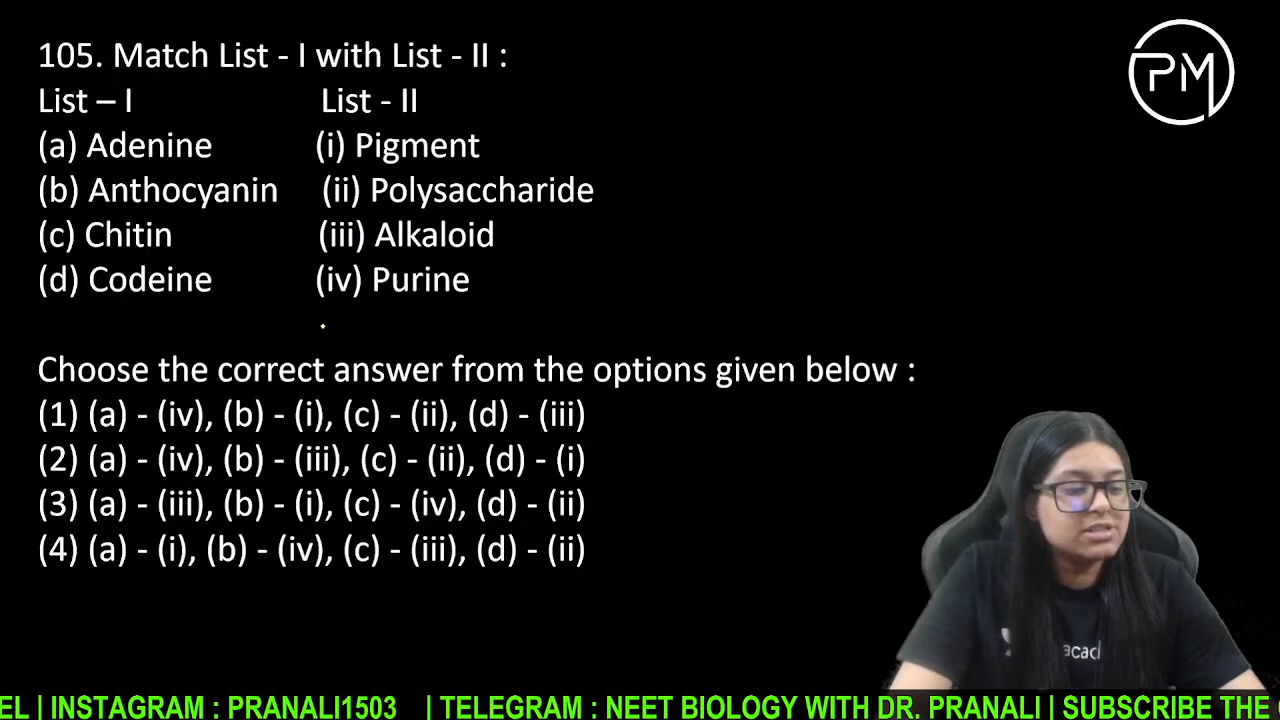 105. Match List - I with List - II :
List – I List - II
(a) Adenine (i) Pigment
(b) Anthocyanin (ii) Polysaccharide
(c) Chitin (iii) Alkaloid
(d) Codeine (iv) Purine
Choose the correct answer from the options given below :
(1) (a) - (iv), (b) - (i), (c) - (ii), (d) - (iii)
(2) (a) - (iv), (b) - (iii), (c) - (ii), (d) - (i)
(3) (a) - (iii), (b) - (i), (c) - (iv), (d) - (ii)
(4) (a) - (i), (b) - (iv), (c) - (iii), (d) - (ii)
PM
acad
EL | INSTAGRAM : PRANALI1503 | TELEGRAM : NEET BIOLOGY WITH DR. PRANALI | SUBSCRIBE THE